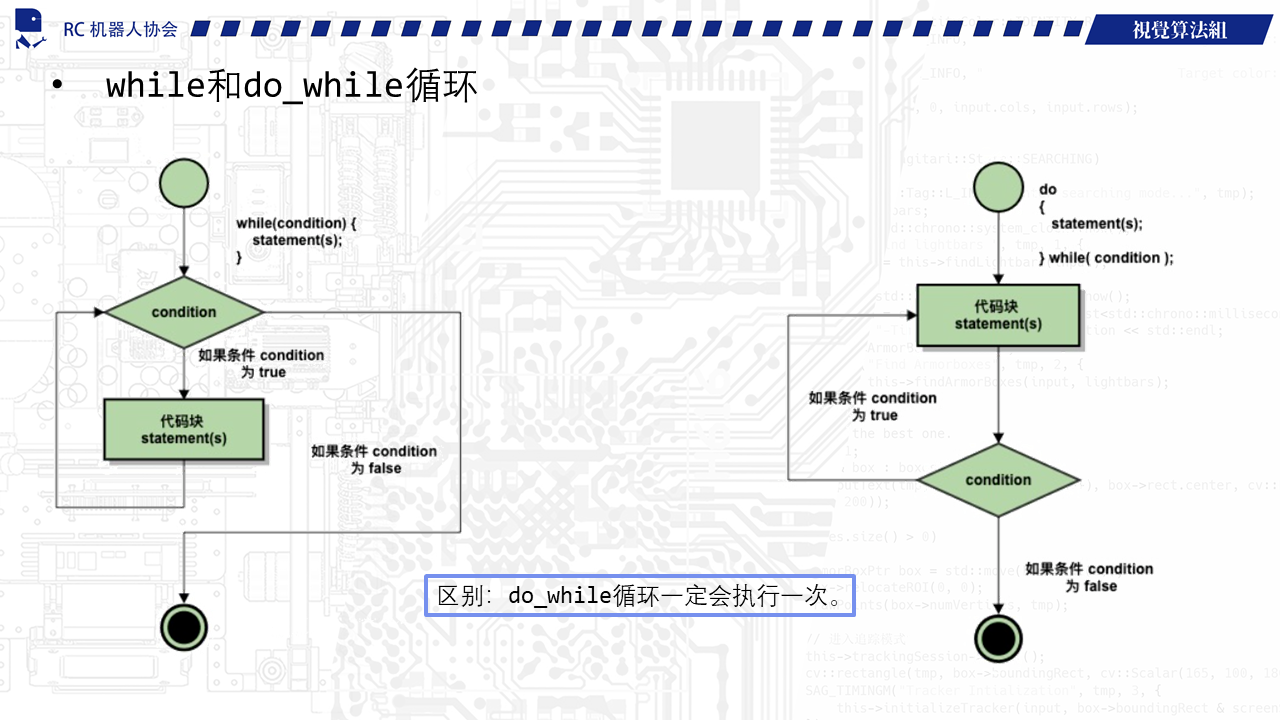 RC 机器人协会
視覺算法組
• while和do_while循环
while(condition) {
statement(s);
}
condition
如果条件 condition
为 true
代码块
statement(s)
如果条件 condition
为 false
do
{
statement(s);
} while( condition );
代码块
statement(s)
如果条件 condition
为 true
condition
如果条件 condition
为 false
区别：do_while循环一定会执行一次。